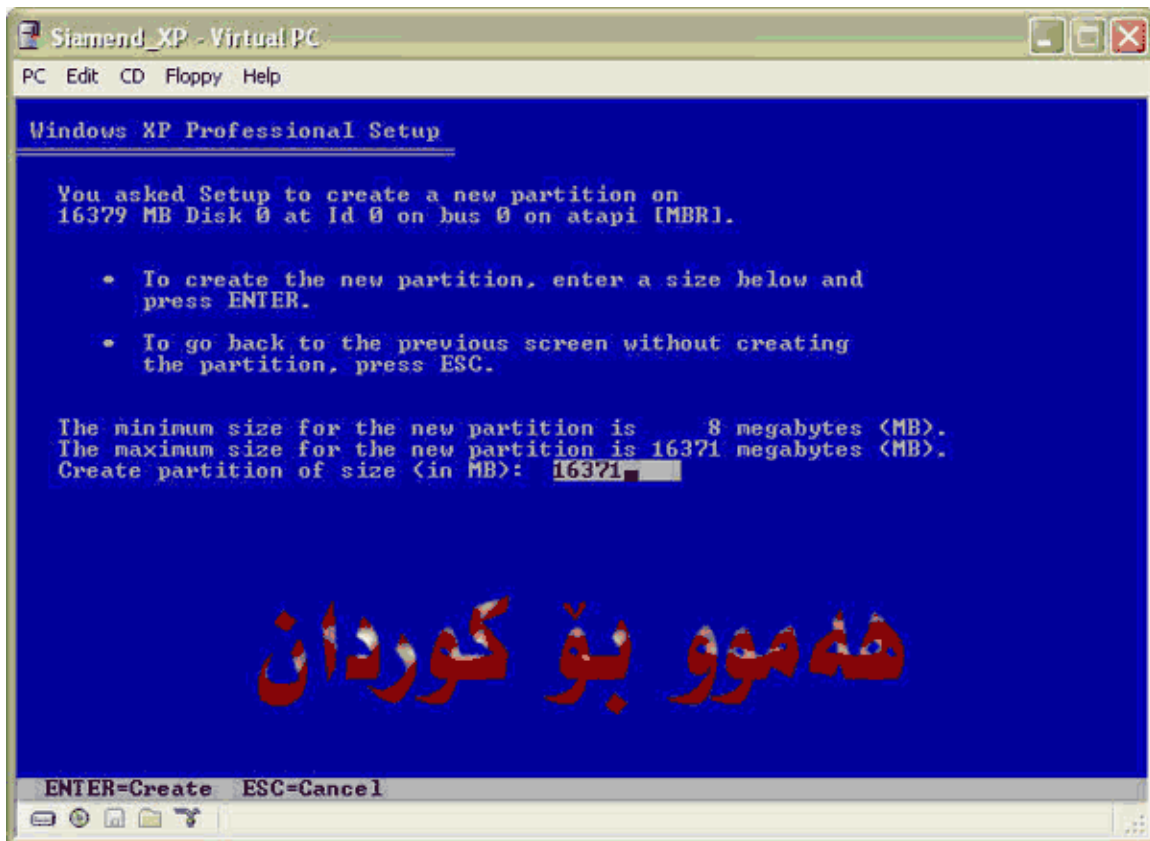 Siamend_XP - Virtual PC
PC Edit CD Floppy Help
Windows XP Professional Setup
You asked Setup to create a new partition on
16379 MB Disk 0 at Id 0 on bus 0 on atapi [MBR].
• To create the new partition, enter a size below and
press ENTER.
• To go back to the previous screen without creating
the partition, press ESC.
The minimum size for the new partition is 8 megabytes (MB).
The maximum size for the new partition is 16371 megabytes (MB).
Create partition of size (in MB): 16371
هەموو بۆ کوردان
ENTER=Create ESC=Cancel